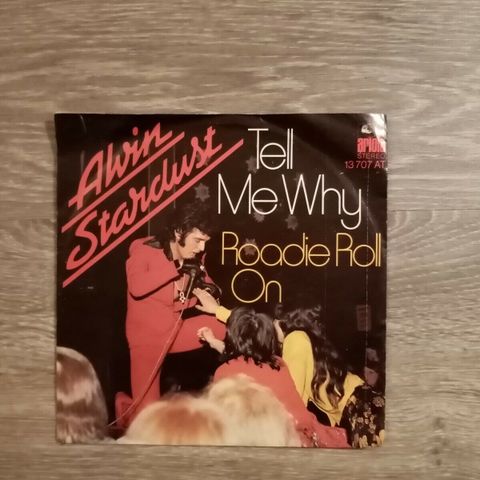 Alvin
Stardust
Tell
Me Why
Roadie Roll
On
ariola
STEREO
13 707 AT